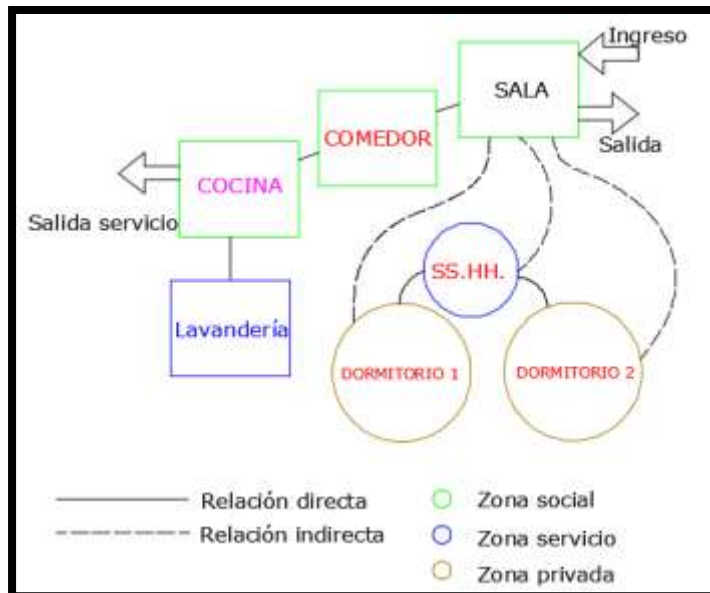 Ingreso
SALA
Salida
COMEDOR
COCINA
Salida servicio
SS.HH.
Lavandería
DORMITORIO 1
DORMITORIO 2
Relación directa
Zona social
Relación indirecta
Zona servicio
Zona privada